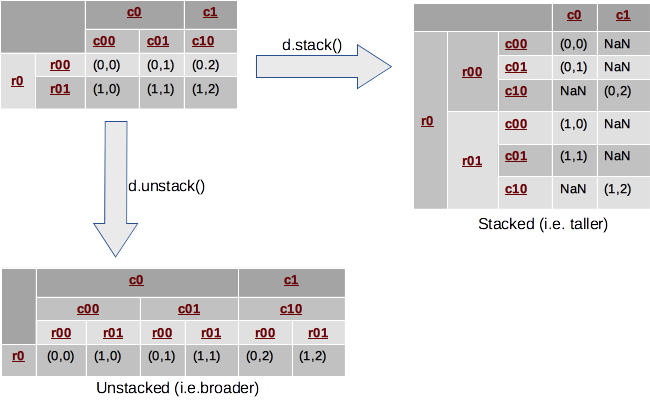 c0 c1
c00 c01 c10
r0 r00 (0,0) (0,1) (0.2)
r01 (1,0) (1,1) (1,2)
d.stack()
c0 c1
r0 r00 c00 (0,0) NaN
c01 (0,1) NaN
c10 NaN (0,2)
r01 c00 (1,0) NaN
c01 (1,1) NaN
c10 NaN (1,2)
Stacked (i.e. taller)
d.unstack()
c0 c1
c00 c01 c10
r00 r01 r00 r01 r00 r01
r0 (0,0) (1,0) (0,1) (1,1) (0,2) (1,2)
Unstacked (i.e.broader)